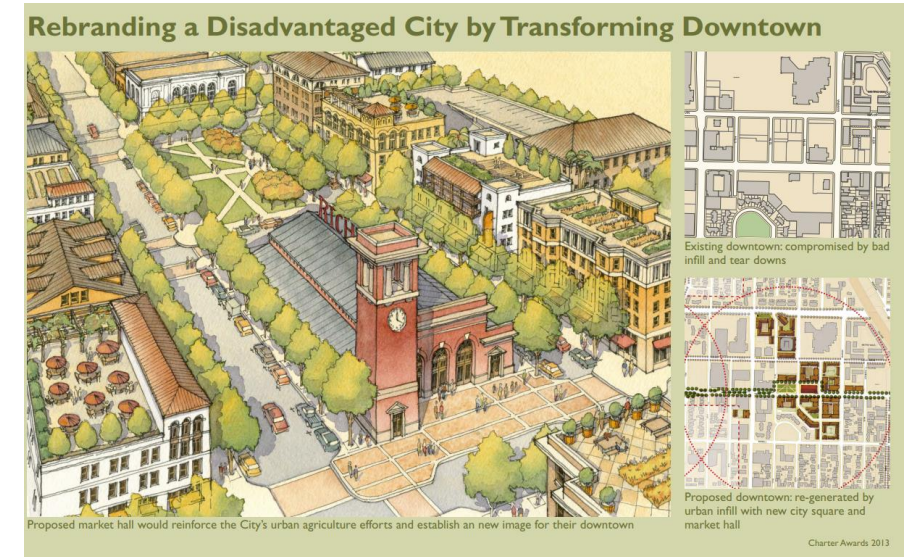 Rebranding a Disadvantaged City by Transforming Downtown
RICH
Existing downtown: compromised by bad
infill and tear downs
Proposed downtown: re-generated by
urban infill with new city square and
market hall
Proposed market hall would reinforce the City's urban agriculture efforts and establish an new image for their downtown
Charter Awards 2013